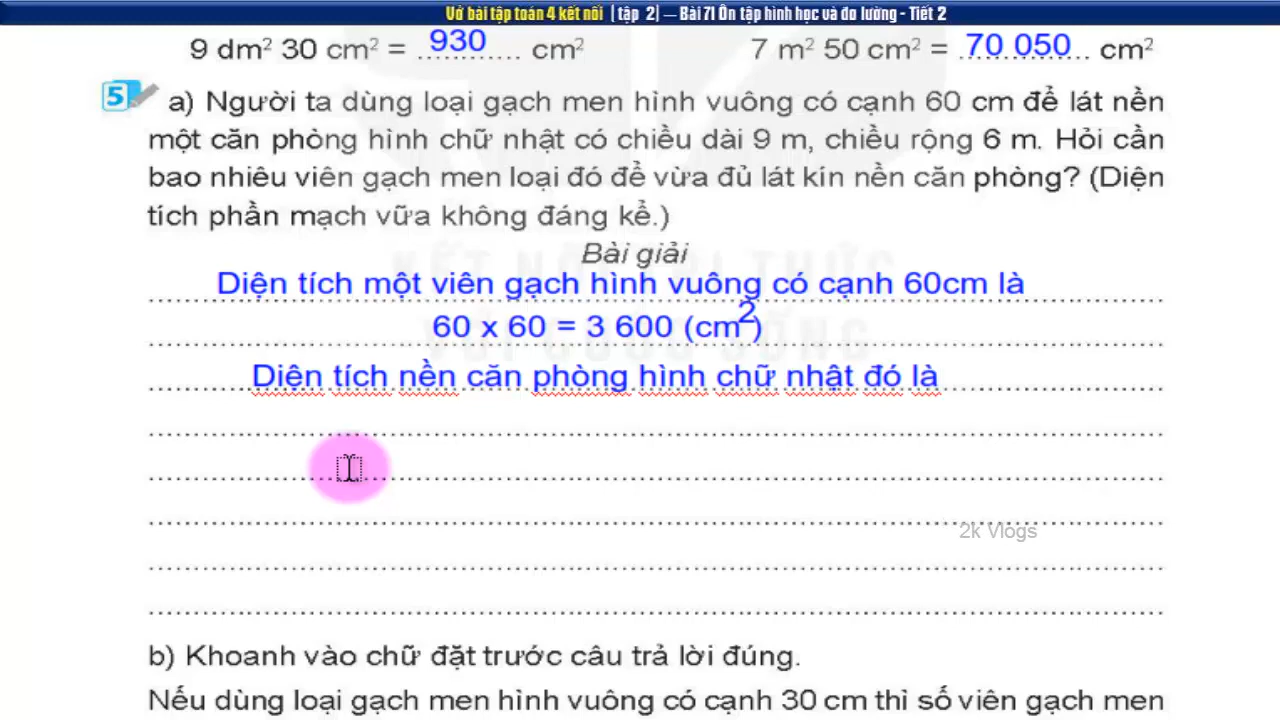 Vở bài tập toán 4 kết nối (tập 2) — Bài 71 Ôn tập hình học và đo lường - Tiết 2
9 dm² 30 cm² = 930 cm² 7 m² 50 cm² = 70 050 cm²
5 a) Người ta dùng loại gạch men hình vuông có cạnh 60 cm để lát nền
một căn phòng hình chữ nhật có chiều dài 9 m, chiều rộng 6 m. Hỏi cần
bao nhiêu viên gạch men loại đó để vừa đủ lát kín nền căn phòng? (Diện
tích phần mạch vữa không đáng kể.)
Bài giải
Diện tích một viên gạch hình vuông có cạnh 60cm là
60 x 60 = 3 600 (cm²)
Diện tích nền căn phòng hình chữ nhật đó là
2k Vlogs
b) Khoanh vào chữ đặt trước câu trả lời đúng.
Nếu dùng loại gạch men hình vuông có cạnh 30 cm thì số viên gạch men